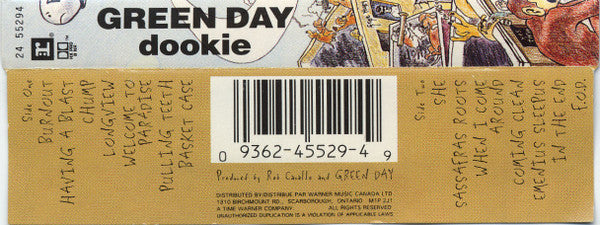 24 55294
GREEN DAY
dookie
Side One
BURNOUT
HAVING A BLAST
CHUMP
LONGVIEW
WELCOME TO
PARADISE
PULLING TEETH
BASKET CASE
0 9362-45529-4 9
Produced by Rob Cavallo and GREEN DAY
DISTRIBUTED BY/DISTRIBUE PAR WARNER MUSIC CANADA LTD
1810 BIRCHMOUNT RD., SCARBOROUGH, ONTARIO M1P 2J1
A TIME WARNER COMPANY. ALL RIGHTS RESERVED
UNAUTHORIZED DUPLICATION IS A VIOLATION OF APPLICABLE LAWS
Side Two
SHE
SASSAFRAS ROOTS
WHEN I COME
AROUND
COMING CLEAN
EMENIUS SLEEPUS
IN THE END
F.O.D.